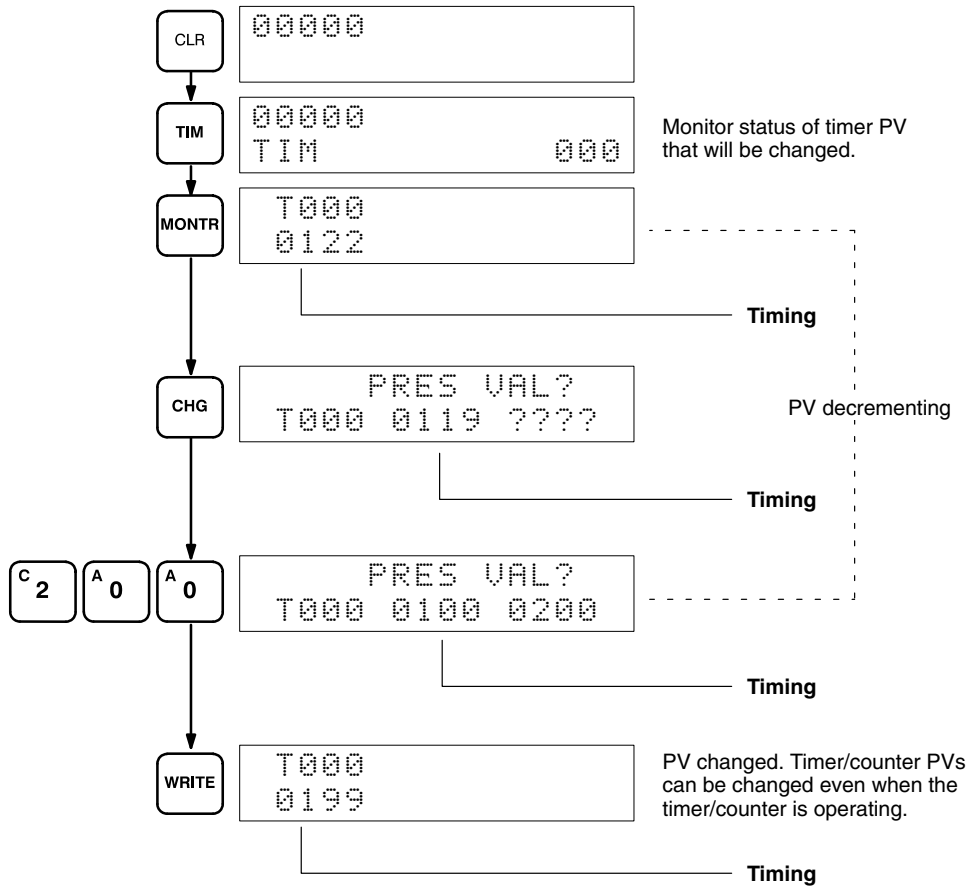 CLR
00000
TIM
00000
TIM 000
Monitor status of timer PV
that will be changed.
MONTR
T000
0122
Timing
CHG
PRES VAL?
T000 0119 ????
PV decrementing
Timing
C 2 A 0 A 0
PRES VAL?
T000 0100 0200
Timing
WRITE
T000
0199
PV changed. Timer/counter PVs
can be changed even when the
timer/counter is operating.
Timing